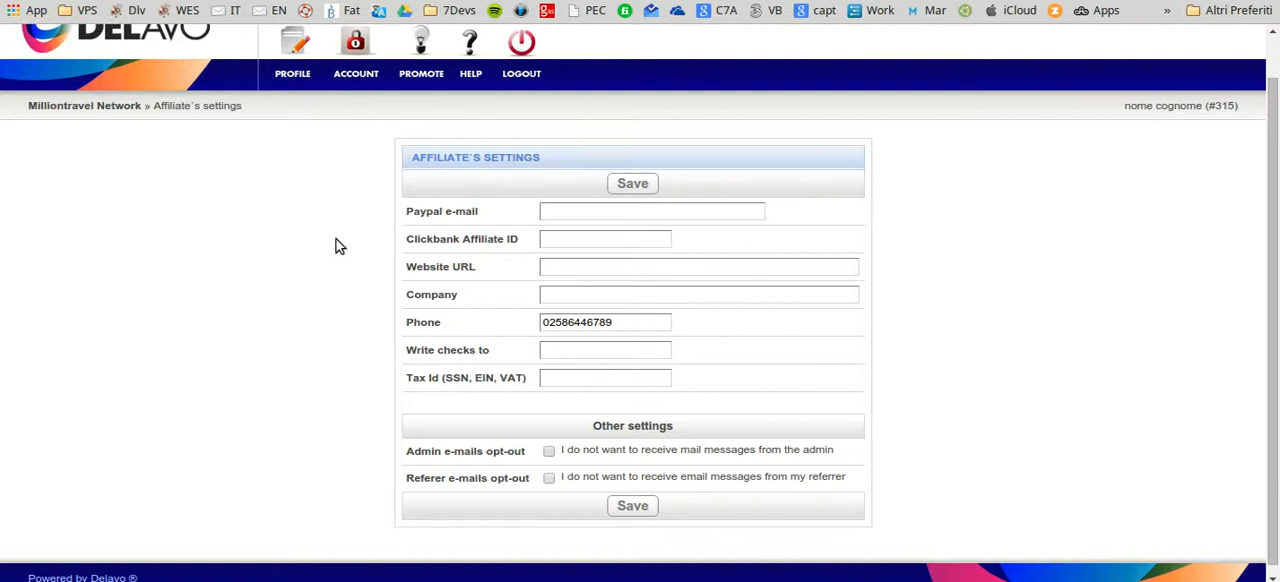 App VPS Dlv WES IT EN Fat 7Devs PEC C7A VB capt Work Mar iCloud Apps » Altri Preferiti
DELAVO
PROFILE ACCOUNT PROMOTE HELP LOGOUT
Milliontravel Network » Affiliate`s settings nome cognome (#315)
AFFILIATE`S SETTINGS
Save
Paypal e-mail
Clickbank Affiliate ID
Website URL
Company
Phone 02586446789
Write checks to
Tax Id (SSN, EIN, VAT)
Other settings
Admin e-mails opt-out I do not want to receive mail messages from the admin
Referer e-mails opt-out I do not want to receive email messages from my referrer
Save
Powered by Delavo ®